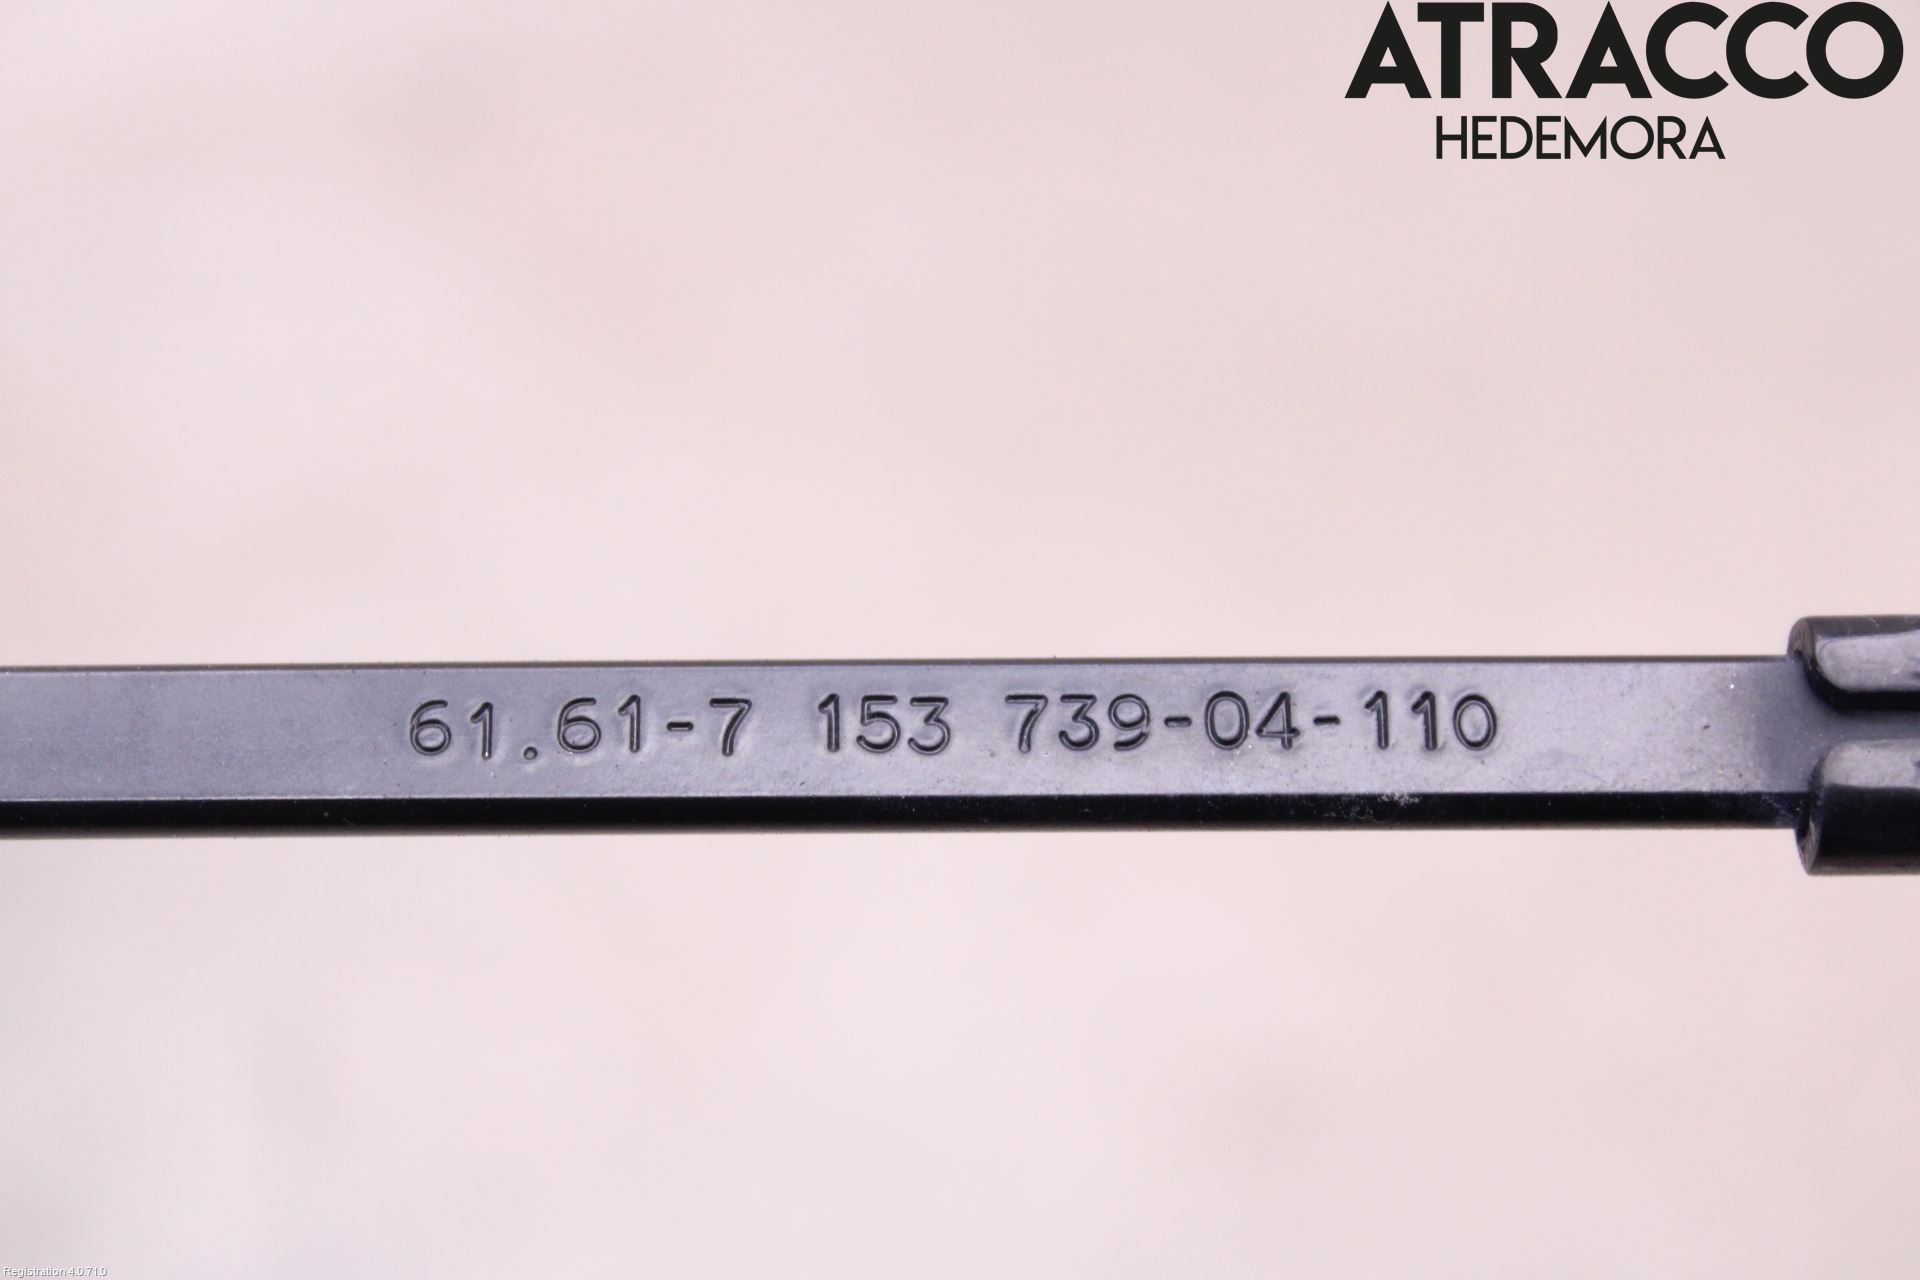 ATRACCO
HEDEMORA
61.61-7 153 739-04-110
Registration 4.0.71.0